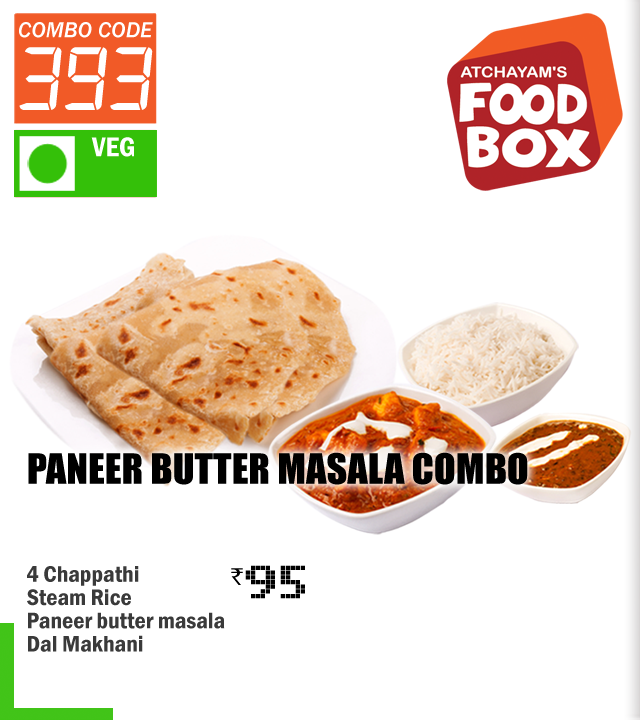 COMBO CODE
393
VEG
ATCHAYAM'S
FOOD
BOX
PANEER BUTTER MASALA COMBO
4 Chappathi
₹95
Steam Rice
Paneer butter masala
Dal Makhani